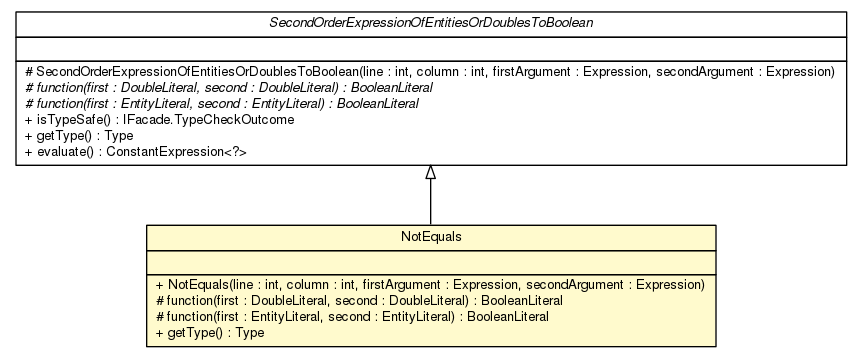 SecondOrderExpressionOfEntitiesOrDoublesToBoolean
# SecondOrderExpressionOfEntitiesOrDoublesToBoolean(line : int, column : int, firstArgument : Expression, secondArgument : Expression)
# function(first : DoubleLiteral, second : DoubleLiteral) : BooleanLiteral
# function(first : EntityLiteral, second : EntityLiteral) : BooleanLiteral
+ isTypeSafe() : IFacade.TypeCheckOutcome
+ getType() : Type
+ evaluate() : ConstantExpression<?>
NotEquals
+ NotEquals(line : int, column : int, firstArgument : Expression, secondArgument : Expression)
# function(first : DoubleLiteral, second : DoubleLiteral) : BooleanLiteral
# function(first : EntityLiteral, second : EntityLiteral) : BooleanLiteral
+ getType() : Type